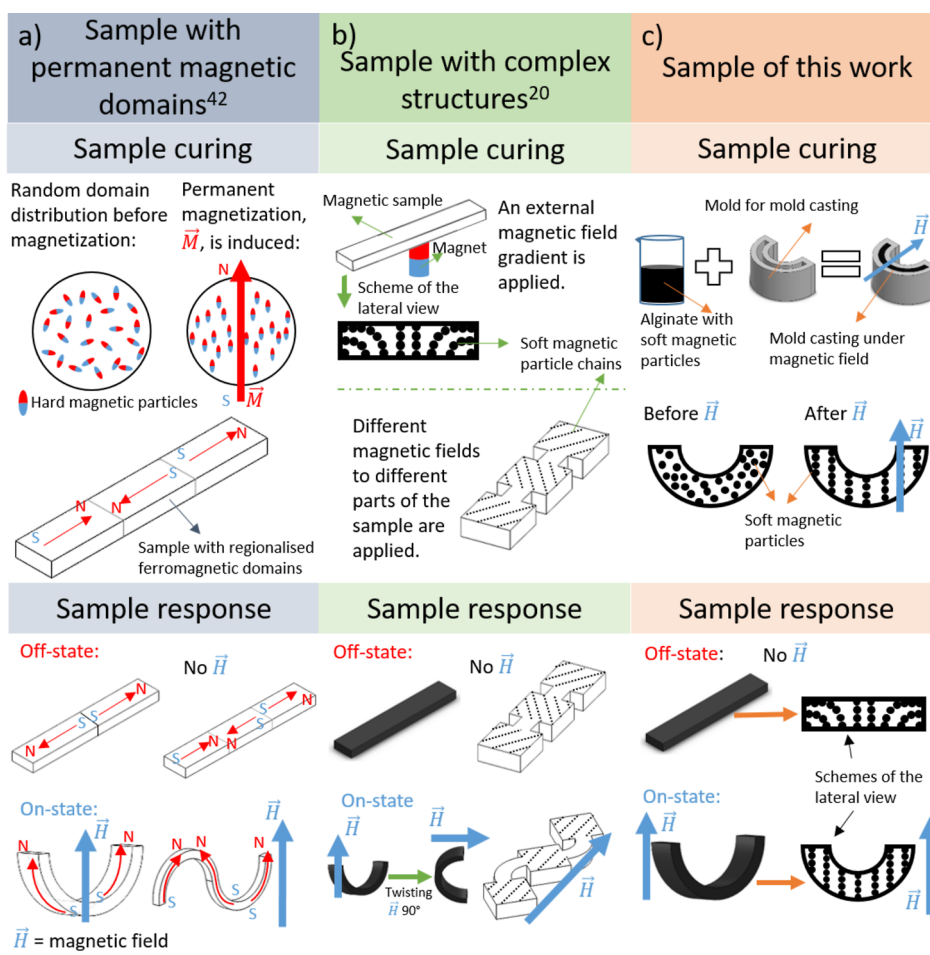 a)
Sample with
permanent magnetic
domains⁴²
Sample curing
Random domain
distribution before
magnetization:
Permanent
magnetization,
M⃗, is induced:
N
S
M⃗
Hard magnetic particles
N
S
S
N
N
S
Sample with regionalised
ferromagnetic domains
Sample response
Off-state:
No H⃗
N
S
S
N
N
S
S
N
N
S
On-state:
H⃗
N
N
S
S
N
N
N
S
S
S
H⃗
H⃗ = magnetic field
b)
Sample with complex
structures²⁰
Sample curing
Magnetic sample
Magnet
An external
magnetic field
gradient is
applied.
Scheme of the
lateral view
Soft magnetic
particle chains
Different
magnetic fields
to different
parts of the
sample are
applied.
Sample response
Off-state:
No H⃗
On-state
H⃗
H⃗
Twisting
H⃗ 90°
H⃗
c)
Sample of this work
Sample curing
Mold for mold casting
H⃗
Alginate with
soft magnetic
particles
Mold casting under
magnetic field
Before H⃗
After H⃗
H⃗
Soft magnetic
particles
Sample response
Off-state:
No H⃗
Schemes of the
lateral view
On-state:
H⃗
H⃗